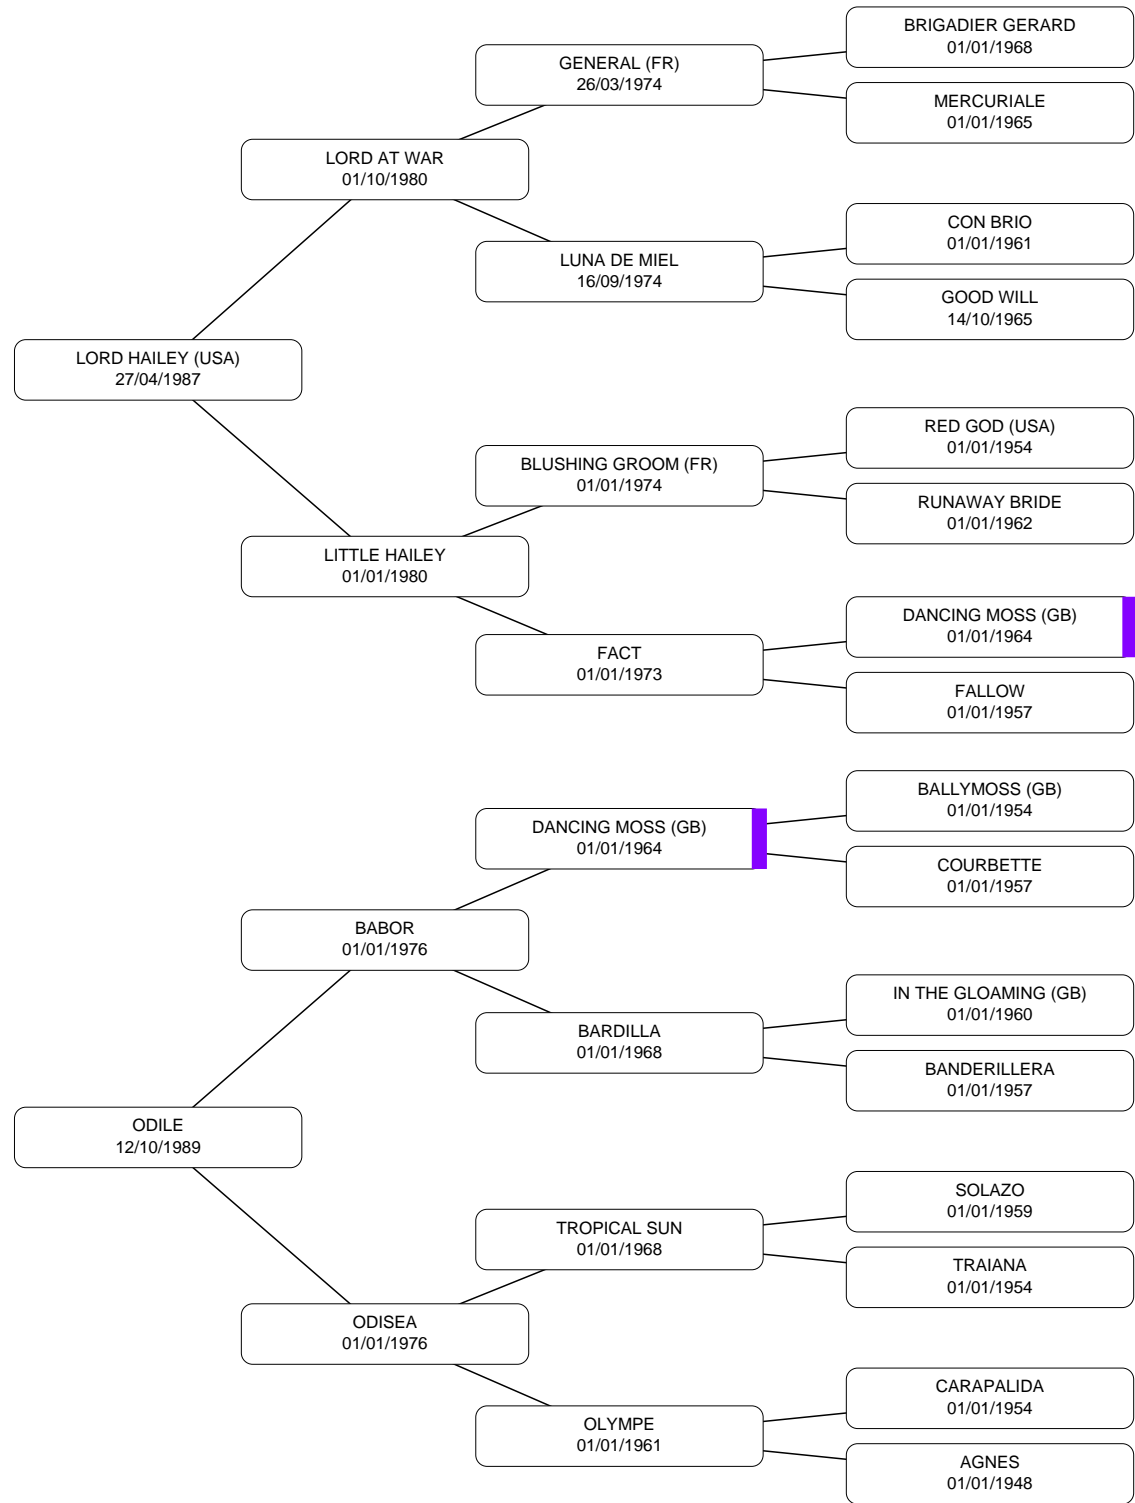 BRIGADIER GERARD
01/01/1968
GENERAL (FR)
26/03/1974
MERCURIALE
01/01/1965
LORD AT WAR
01/10/1980
CON BRIO
01/01/1961
LUNA DE MIEL
16/09/1974
GOOD WILL
14/10/1965
LORD HAILEY (USA)
27/04/1987
RED GOD (USA)
01/01/1954
BLUSHING GROOM (FR)
01/01/1974
RUNAWAY BRIDE
01/01/1962
LITTLE HAILEY
01/01/1980
DANCING MOSS (GB)
01/01/1964
FACT
01/01/1973
FALLOW
01/01/1957
BALLYMOSS (GB)
01/01/1954
DANCING MOSS (GB)
01/01/1964
COURBETTE
01/01/1957
BABOR
01/01/1976
IN THE GLOAMING (GB)
01/01/1960
BARDILLA
01/01/1968
BANDERILLERA
01/01/1957
ODILE
12/10/1989
SOLAZO
01/01/1959
TROPICAL SUN
01/01/1968
TRAIANA
01/01/1954
ODISEA
01/01/1976
CARAPALIDA
01/01/1954
OLYMPE
01/01/1961
AGNES
01/01/1948